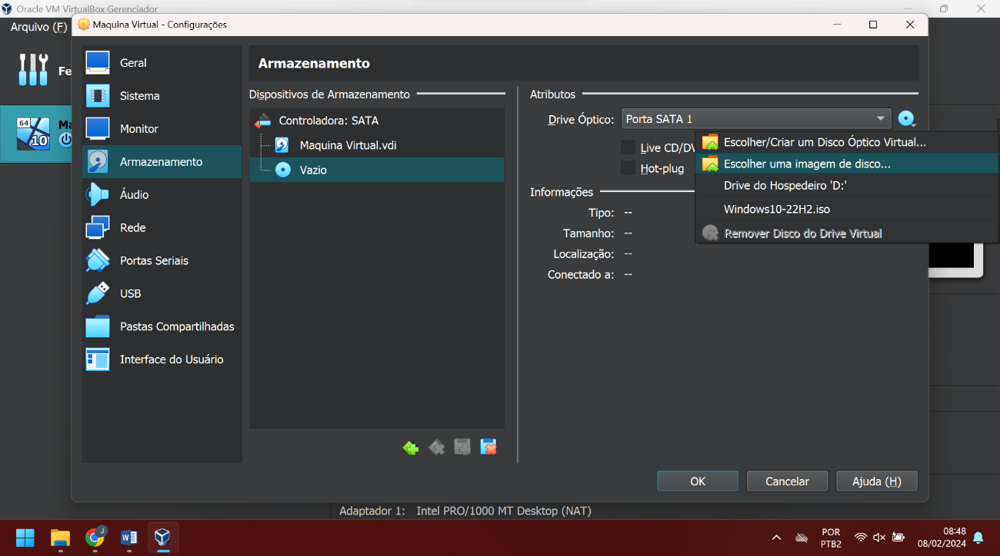 Oracle VM VirtualBox Gerenciador
Arquivo (F)
Maquina Virtual - Configurações
Fe
64
10
Ma
Geral
Sistema
Monitor
Armazenamento
Áudio
Rede
Portas Seriais
USB
Pastas Compartilhadas
Interface do Usuário
Armazenamento
Dispositivos de Armazenamento
Controladora: SATA
Maquina Virtual.vdi
Vazio
Atributos
Drive Óptico: Porta SATA 1
Live CD/DV
Hot-plug
Escolher/Criar um Disco Óptico Virtual...
Escolher uma imagem de disco...
Drive do Hospedeiro 'D:'
Windows10-22H2.iso
Remover Disco do Drive Virtual
Informações
Tipo: --
Tamanho: --
Localização: --
Conectado a: --
OK
Cancelar
Ajuda (H)
Adaptador 1: Intel PRO/1000 MT Desktop (NAT)
J
W
POR
PTB2
08:48
08/02/2024